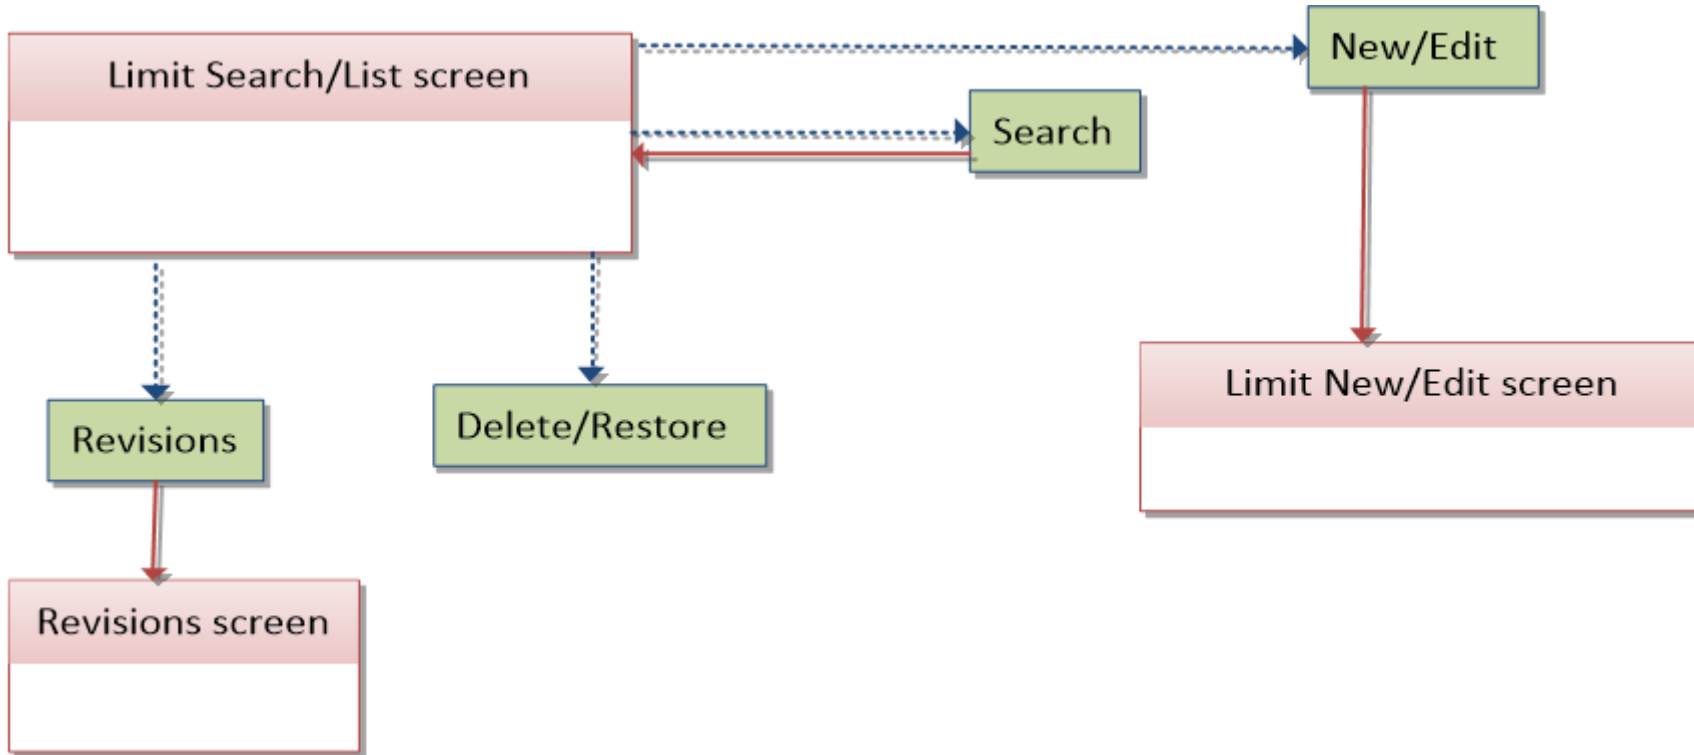 Limit Search/List screen
New/Edit
Search
Limit New/Edit screen
Revisions
Delete/Restore
Revisions screen